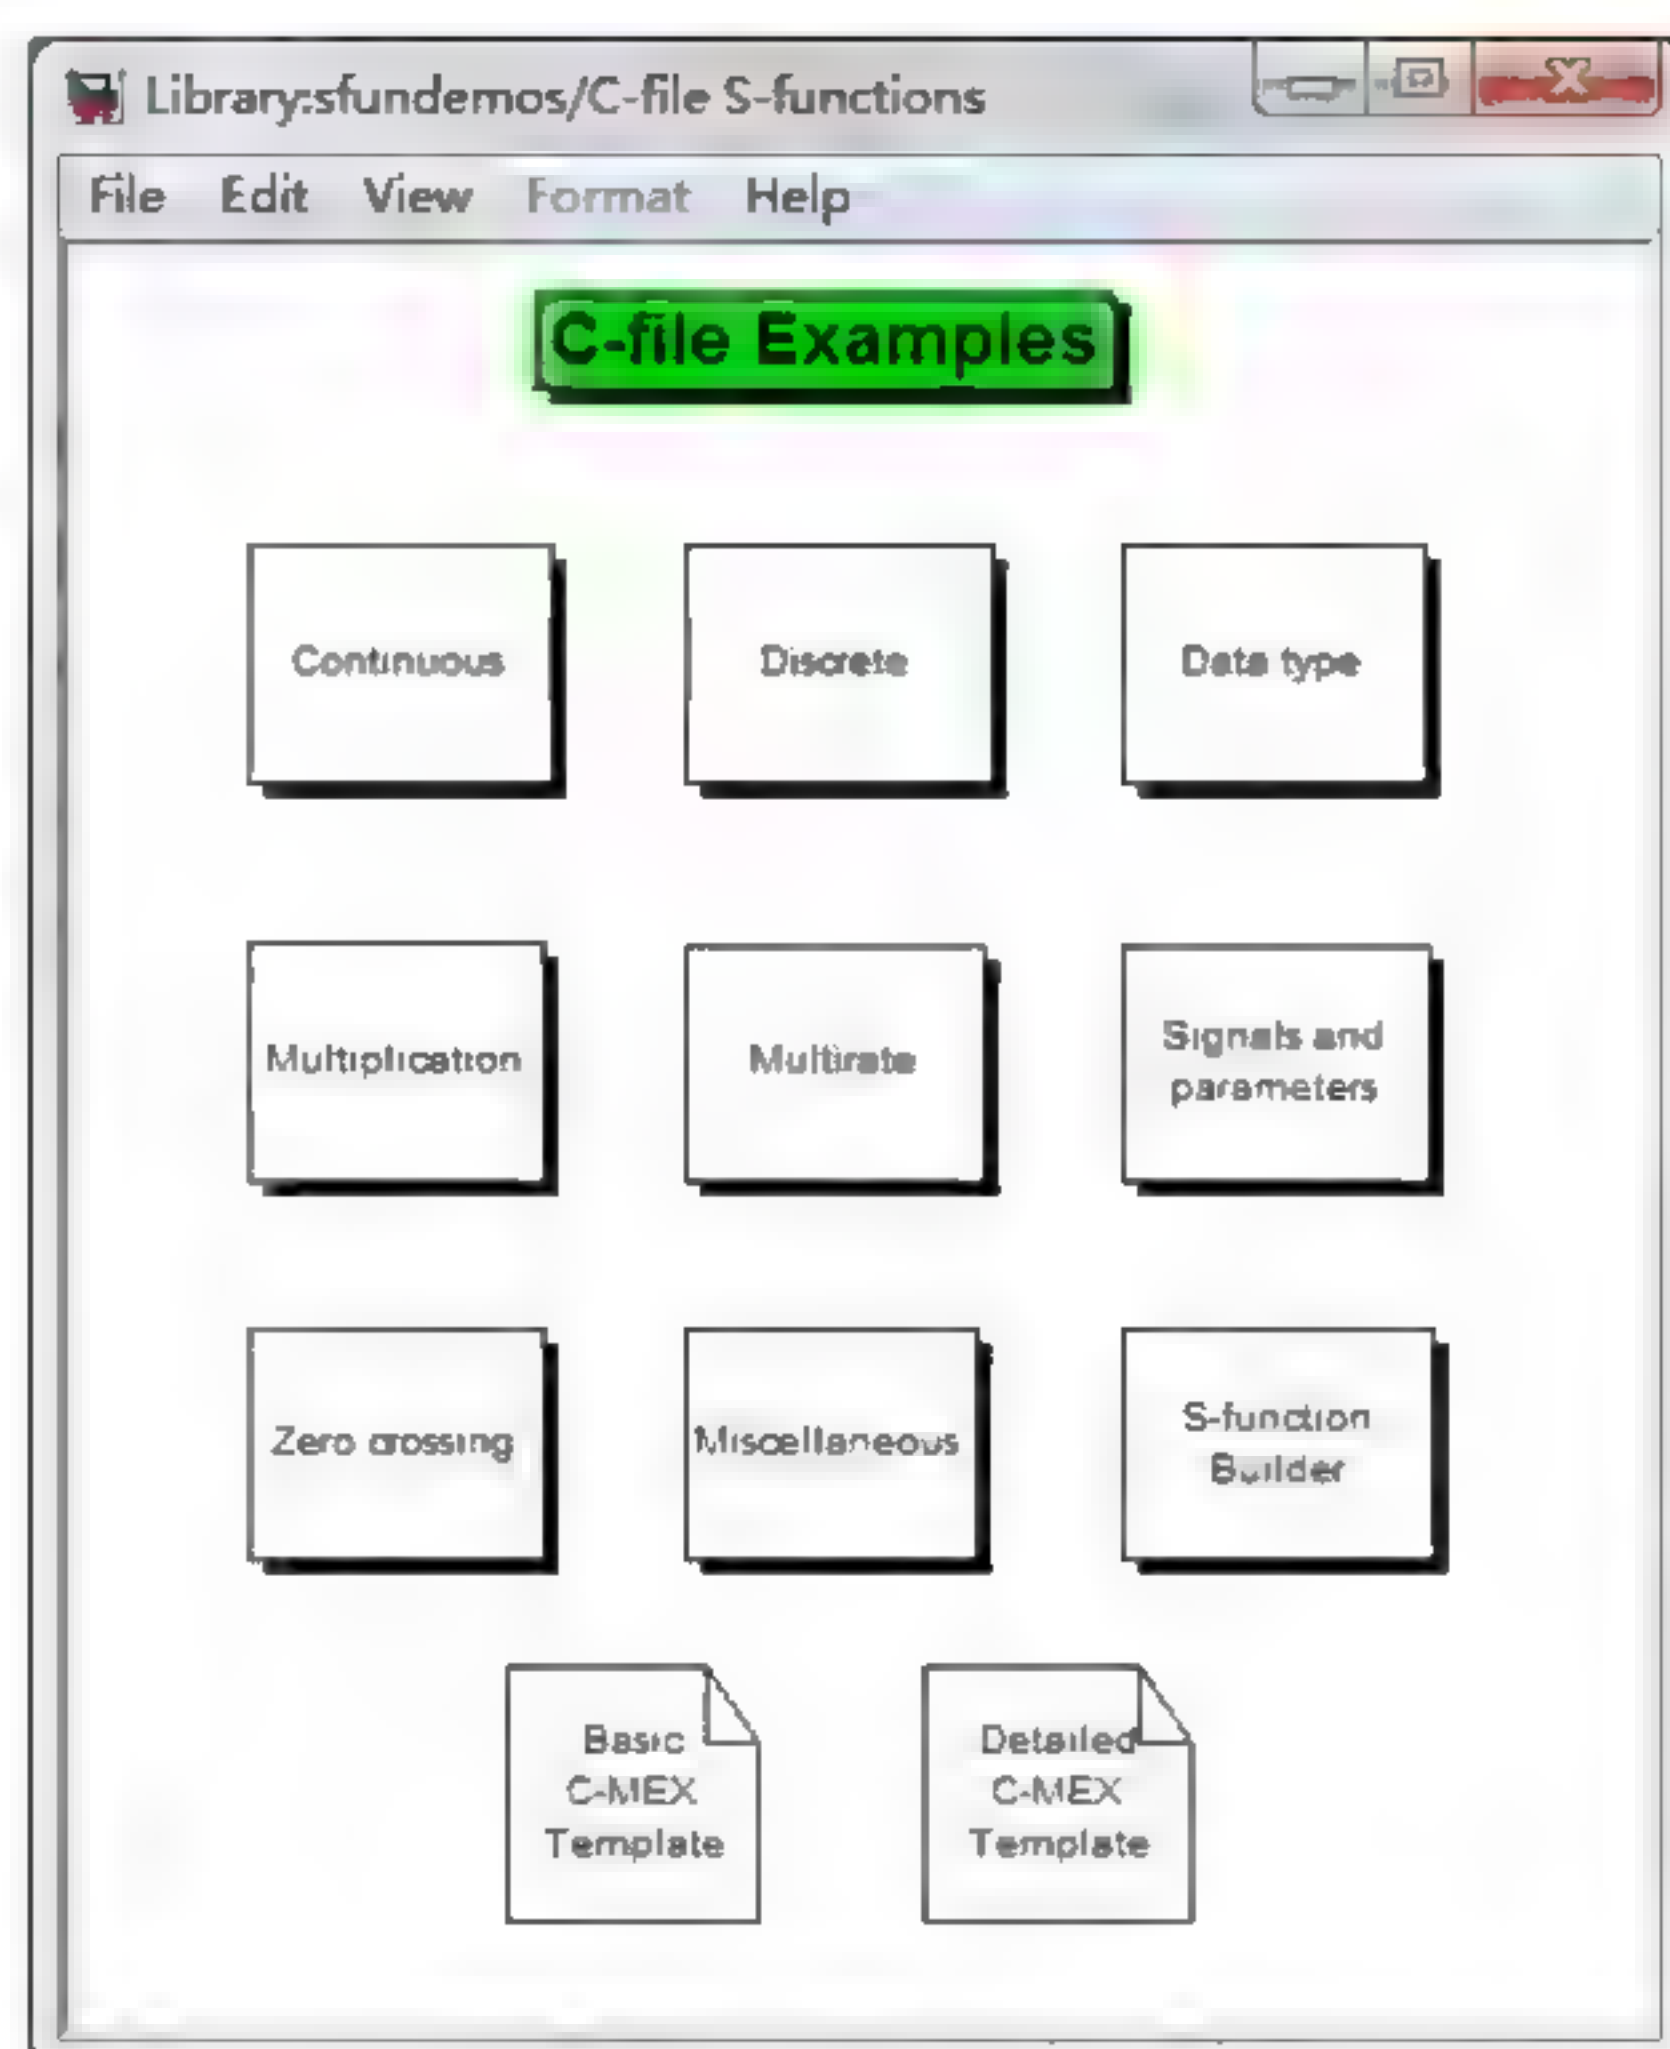 Library:sfundemos/C-file S-functions
File Edit View Format Help
C-file Examples
Continuous
Discrete
Data type
Multiplication
Multirate
Signals and
parameters
Zero crossing
Miscellaneous
S-function
Builder
Basic
C-MEX
Template
Detailed
C-MEX
Template